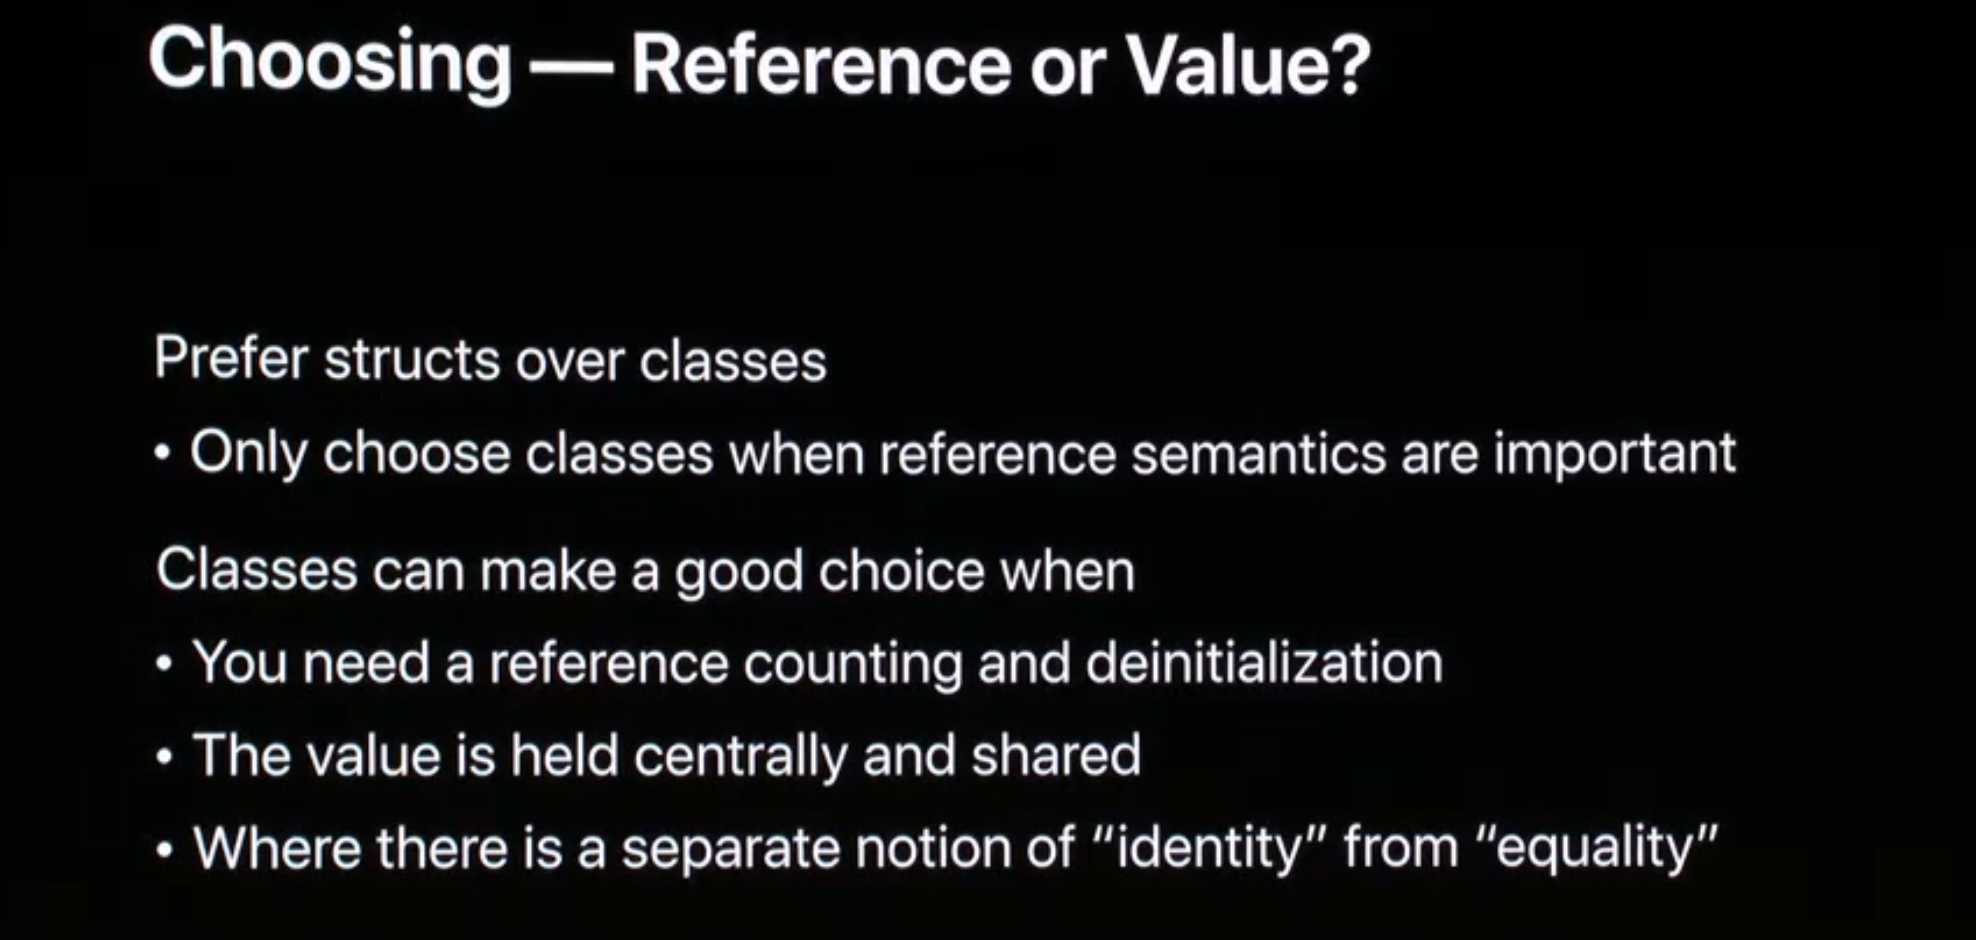 Choosing — Reference or Value?
Prefer structs over classes
• Only choose classes when reference semantics are important
Classes can make a good choice when
• You need a reference counting and deinitialization
• The value is held centrally and shared
• Where there is a separate notion of “identity” from “equality”